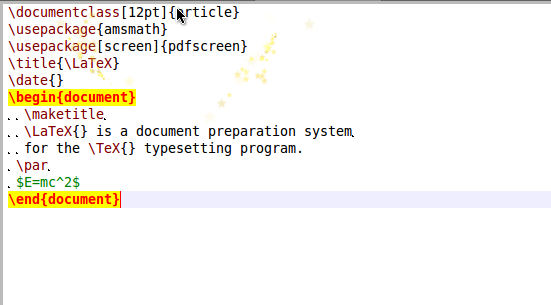 \documentclass[12pt]{article}
\usepackage{amsmath}
\usepackage[screen]{pdfscreen}
\title{\LaTeX}
\date{}
\begin{document}
\maketitle
\LaTeX{} is a document preparation system
for the \TeX{} typesetting program.
\par
$E=mc^2$
\end{document}